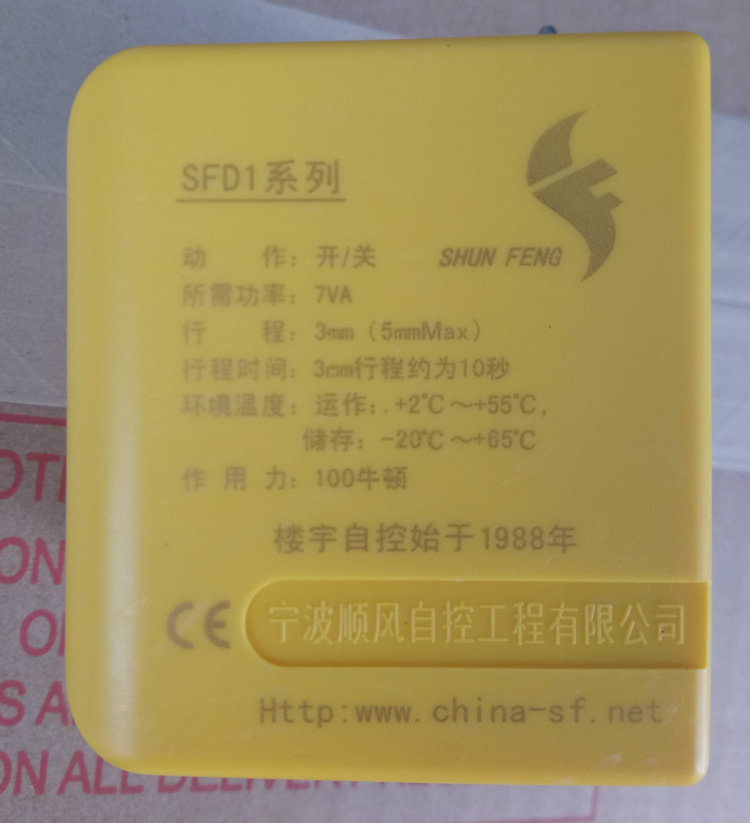 SFD1系列
SHUN FENG
动 作：开/关
所需功率：7VA
行 程：3mm（5mmMax）
行程时间：3mm行程约为10秒
环境温度：运作：.+2℃～+55℃,
储存：-20℃～+65℃
作 用 力：100牛顿
楼宇自控始于1988年
CE
宁波顺风自控工程有限公司
Http:www.china-sf.net
ON